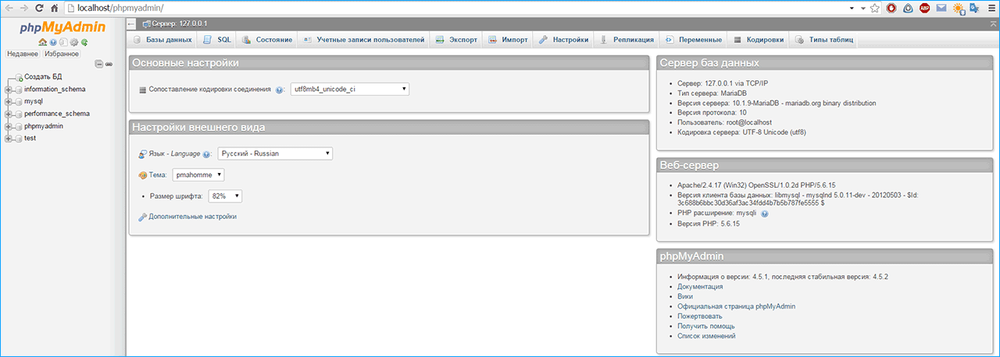 localhost/phpmyadmin/
ABP
phpMyAdmin
Недавнее Избранное
Создать БД
information_schema
mysql
performance_schema
phpmyadmin
test
Сервер: 127.0.0.1
Базы данных SQL Состояние Учетные записи пользователей Экспорт Импорт Настройки Репликация Переменные Кодировки Типы таблиц
Основные настройки
Сопоставление кодировки соединения : utf8mb4_unicode_ci
Настройки внешнего вида
Язык - Language : Русский - Russian
Тема: pmahomme
• Размер шрифта: 82%
Дополнительные настройки
Сервер баз данных
• Сервер: 127.0.0.1 via TCP/IP
• Тип сервера: MariaDB
• Версия сервера: 10.1.9-MariaDB - mariadb.org binary distribution
• Версия протокола: 10
• Пользователь: root@localhost
• Кодировка сервера: UTF-8 Unicode (utf8)
Веб-сервер
• Apache/2.4.17 (Win32) OpenSSL/1.0.2d PHP/5.6.15
• Версия клиента базы данных: libmysql - mysqlnd 5.0.11-dev - 20120503 - $Id:
3c688b6bbc30d36af3ac34fdd4b7b5b787fe5555 $
• PHP расширение: mysqli
• Версия PHP: 5.6.15
phpMyAdmin
• Информация о версии: 4.5.1, последняя стабильная версия: 4.5.2
• Документация
• Вики
• Официальная страница phpMyAdmin
• Пожертвовать
• Получить помощь
• Список изменений